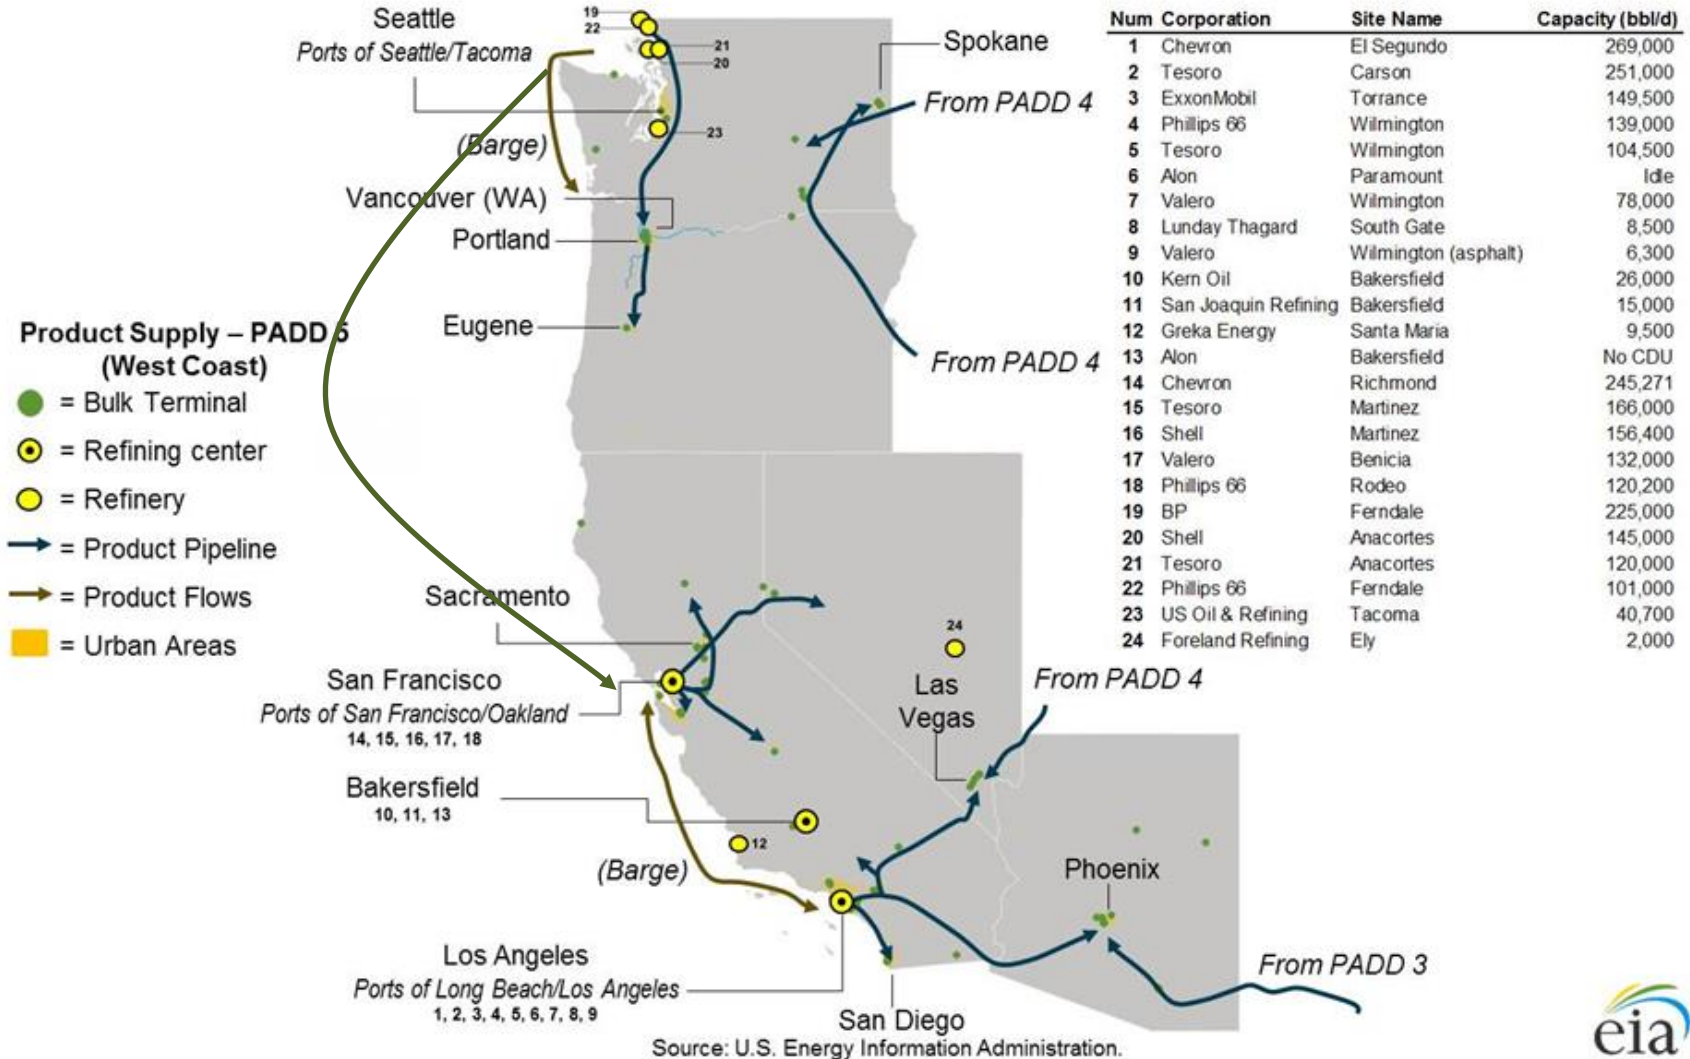 Seattle
Ports of Seattle/Tacoma
19
22
21
20
23
Spokane
From PADD 4
(Barge)
Vancouver (WA)
Portland
Eugene
From PADD 4
Product Supply – PADD 5
(West Coast)
= Bulk Terminal
= Refining center
= Refinery
= Product Pipeline
= Product Flows
= Urban Areas
Sacramento
San Francisco
Ports of San Francisco/Oakland
14, 15, 16, 17, 18
24
Las
Vegas
From PADD 4
Bakersfield
10, 11, 13
12
(Barge)
Phoenix
Los Angeles
Ports of Long Beach/Los Angeles
1, 2, 3, 4, 5, 6, 7, 8, 9
San Diego
From PADD 3
Num Corporation Site Name Capacity (bbl/d)
1 Chevron El Segundo 269,000
2 Tesoro Carson 251,000
3 ExxonMobil Torrance 149,500
4 Phillips 66 Wilmington 139,000
5 Tesoro Wilmington 104,500
6 Alon Paramount Idle
7 Valero Wilmington 78,000
8 Lunday Thagard South Gate 8,500
9 Valero Wilmington (asphalt) 6,300
10 Kern Oil Bakersfield 26,000
11 San Joaquin Refining Bakersfield 15,000
12 Greka Energy Santa Maria 9,500
13 Alon Bakersfield No CDU
14 Chevron Richmond 245,271
15 Tesoro Martinez 166,000
16 Shell Martinez 156,400
17 Valero Benicia 132,000
18 Phillips 66 Rodeo 120,200
19 BP Ferndale 225,000
20 Shell Anacortes 145,000
21 Tesoro Anacortes 120,000
22 Phillips 66 Ferndale 101,000
23 US Oil & Refining Tacoma 40,700
24 Foreland Refining Ely 2,000
Source: U.S. Energy Information Administration.
eia